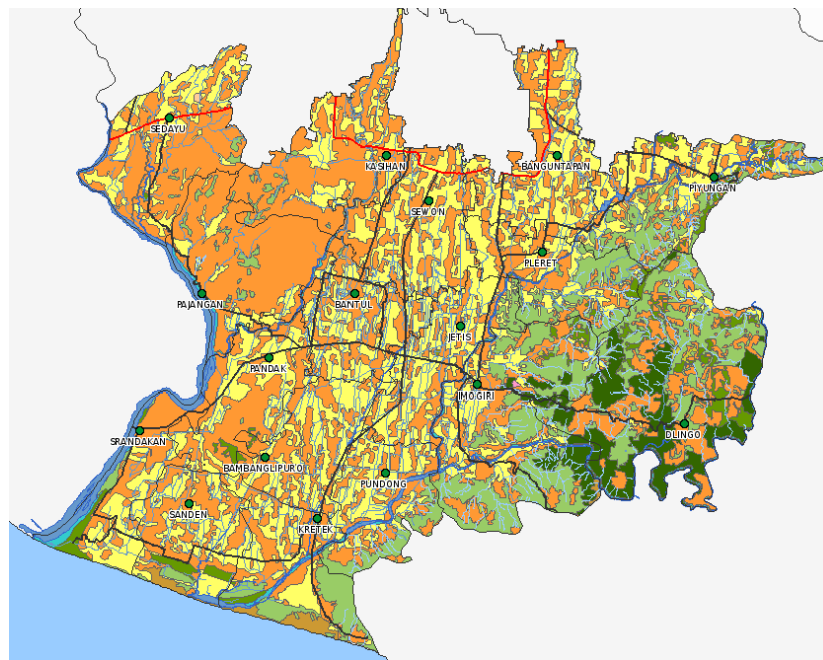 SEDAYU
KASIHAN
BANGUNTAPAN
PIYUNGAN
SEWON
PLERET
PAJANGAN
BANTUL
JETIS
PANDAK
IMOGIRI
SRANDAKAN
DLINGO
BAMBANGLIPURO
PUNDONG
SANDEN
KRETEK